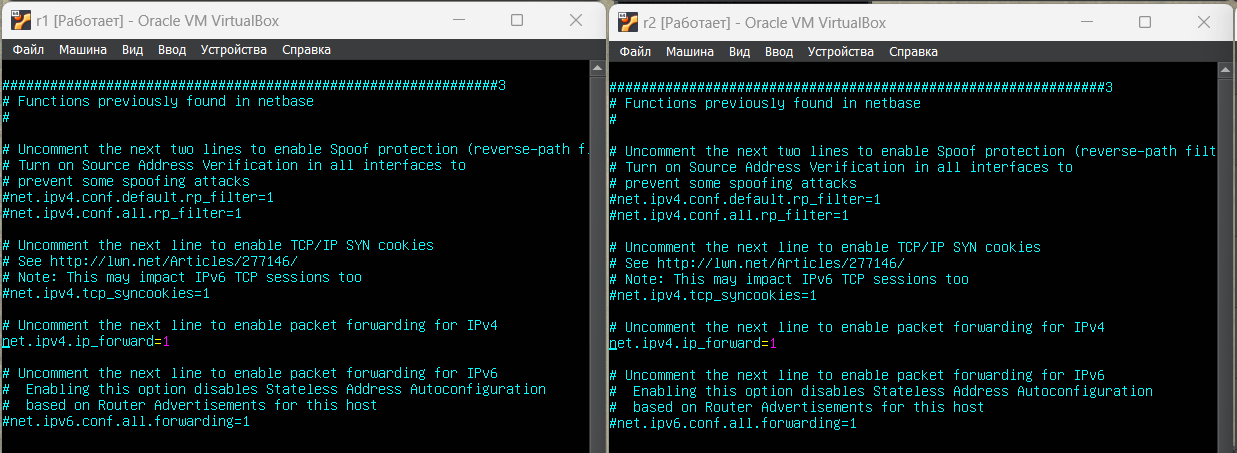 r1 [Работает] - Oracle VM VirtualBox
Файл Машина Вид Ввод Устройства Справка
##############################################################3
# Functions previously found in netbase
#
# Uncomment the next two lines to enable Spoof protection (reverse-path f
# Turn on Source Address Verification in all interfaces to
# prevent some spoofing attacks
#net.ipv4.conf.default.rp_filter=1
#net.ipv4.conf.all.rp_filter=1
# Uncomment the next line to enable TCP/IP SYN cookies
# See http://lwn.net/Articles/277146/
# Note: This may impact IPv6 TCP sessions too
#net.ipv4.tcp_syncookies=1
# Uncomment the next line to enable packet forwarding for IPv4
net.ipv4.ip_forward=1
# Uncomment the next line to enable packet forwarding for IPv6
#  Enabling this option disables Stateless Address Autoconfiguration
#  based on Router Advertisements for this host
#net.ipv6.conf.all.forwarding=1
r2 [Работает] - Oracle VM VirtualBox
Файл Машина Вид Ввод Устройства Справка
##############################################################3
# Functions previously found in netbase
#
# Uncomment the next two lines to enable Spoof protection (reverse-path filt
# Turn on Source Address Verification in all interfaces to
# prevent some spoofing attacks
#net.ipv4.conf.default.rp_filter=1
#net.ipv4.conf.all.rp_filter=1
# Uncomment the next line to enable TCP/IP SYN cookies
# See http://lwn.net/Articles/277146/
# Note: This may impact IPv6 TCP sessions too
#net.ipv4.tcp_syncookies=1
# Uncomment the next line to enable packet forwarding for IPv4
net.ipv4.ip_forward=1
# Uncomment the next line to enable packet forwarding for IPv6
#  Enabling this option disables Stateless Address Autoconfiguration
#  based on Router Advertisements for this host
#net.ipv6.conf.all.forwarding=1